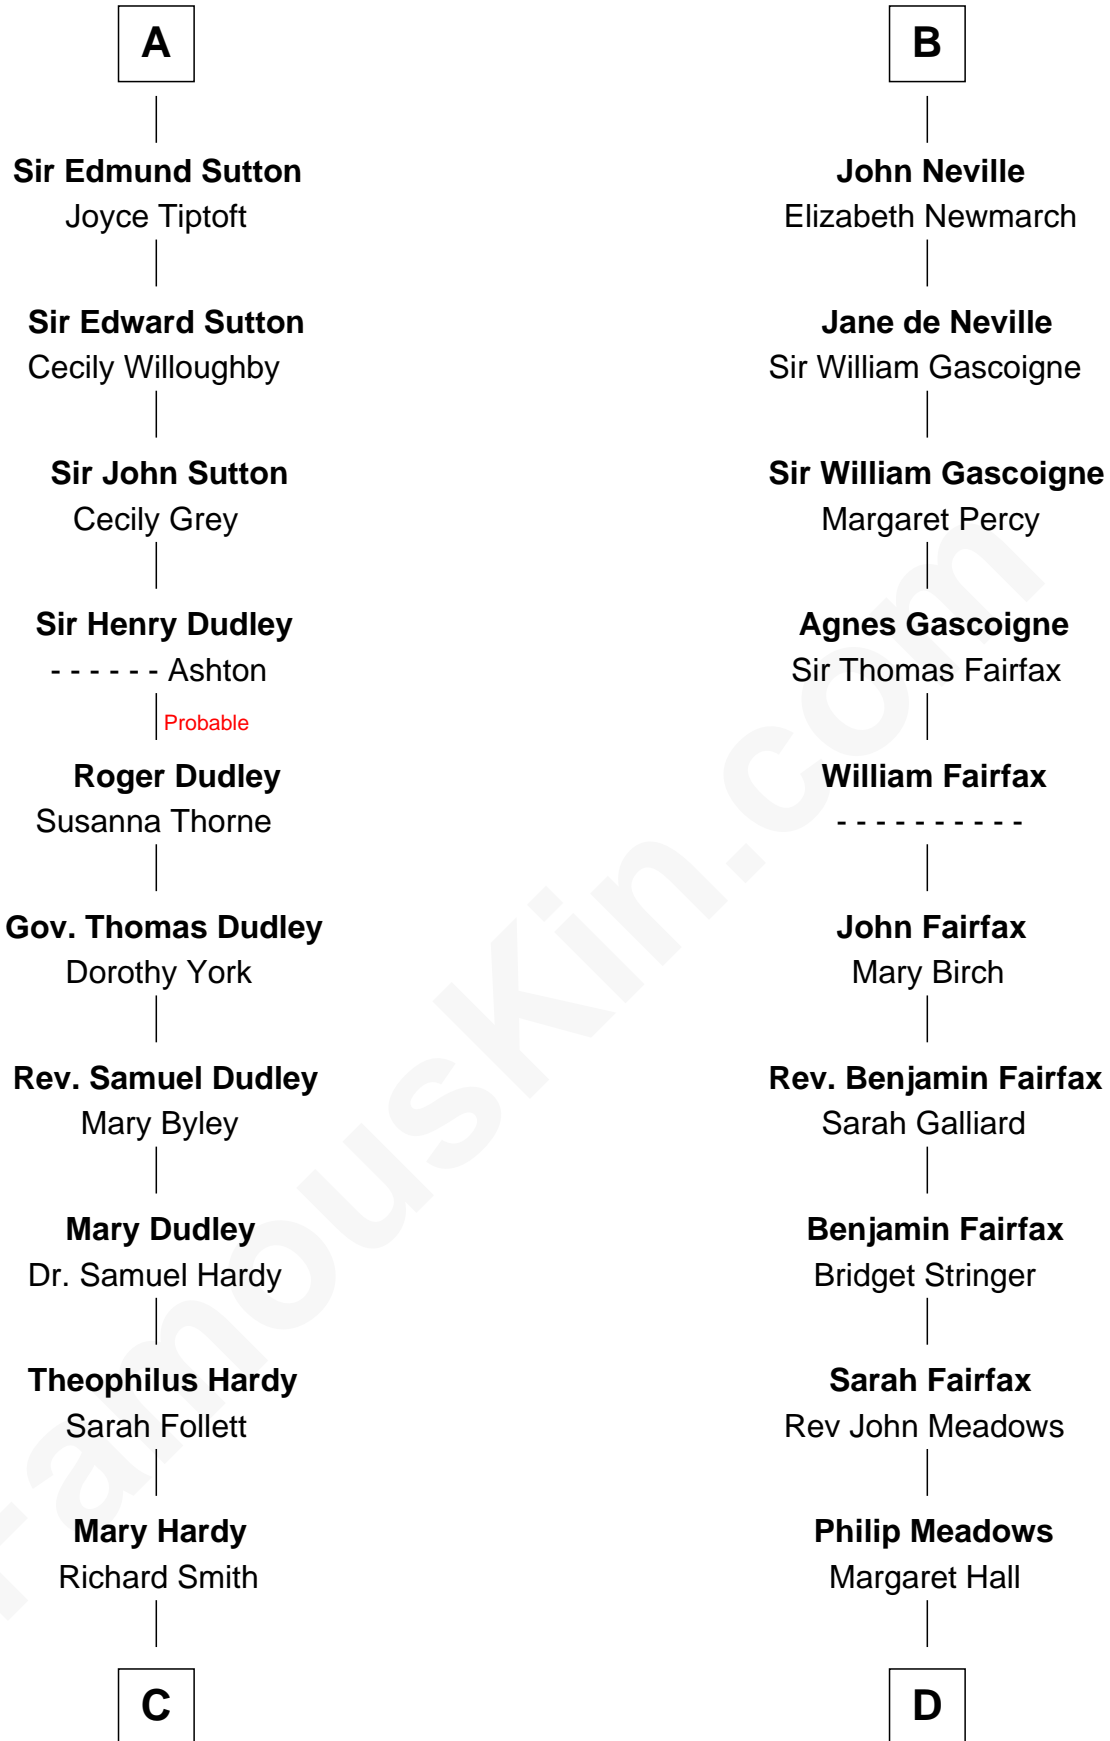 A
Sir Edmund Sutton
Joyce Tiptoft
Sir Edward Sutton
Cecily Willoughby
Sir John Sutton
Cecily Grey
Sir Henry Dudley
- - - - - - Ashton
Probable
Roger Dudley
Susanna Thorne
Gov. Thomas Dudley
Dorothy York
Rev. Samuel Dudley
Mary Byley
Mary Dudley
Dr. Samuel Hardy
Theophilus Hardy
Sarah Follett
Mary Hardy
Richard Smith
C
B
John Neville
Elizabeth Newmarch
Jane de Neville
Sir William Gascoigne
Sir William Gascoigne
Margaret Percy
Agnes Gascoigne
Sir Thomas Fairfax
William Fairfax
- - - - - - - - - -
John Fairfax
Mary Birch
Rev. Benjamin Fairfax
Sarah Galliard
Benjamin Fairfax
Bridget Stringer
Sarah Fairfax
Rev John Meadows
Philip Meadows
Margaret Hall
D
FamousKin.com